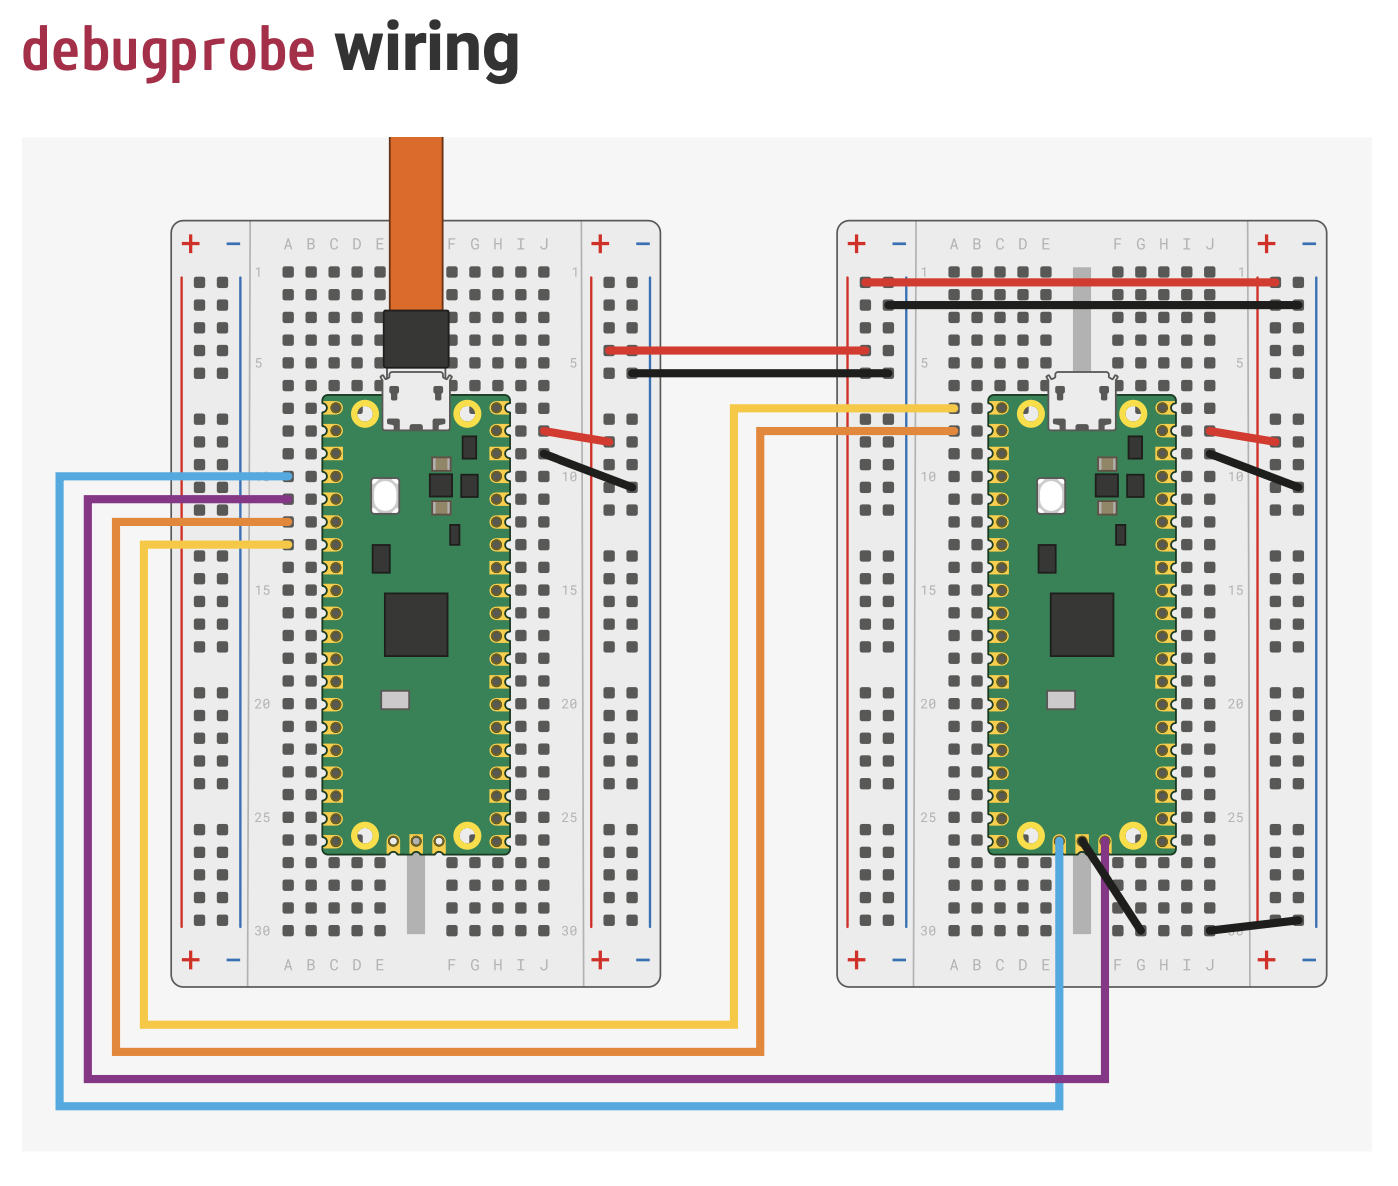 debugprobe wiring
+ − A B C D E F G H I J + − + − A B C D E F G H I J + −
1 1 1 1
5 5 5 5
10 10 10
15 15 15 15
20 20 20 20
25 25 25 25
30 30 30 30
+ − A B C D E F G H I J + − + − A B C D E F G H I J + −